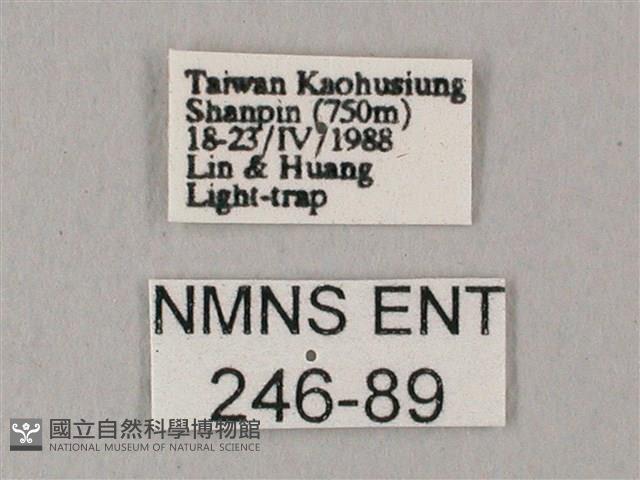 Taiwan Kaohusiung
Shanpin (750m)
18-23/IV/1988
Lin & Huang
Light-trap
NMNS ENT
246-89
國立自然科學博物館
NATIONAL MUSEUM OF NATURAL SCIENCE